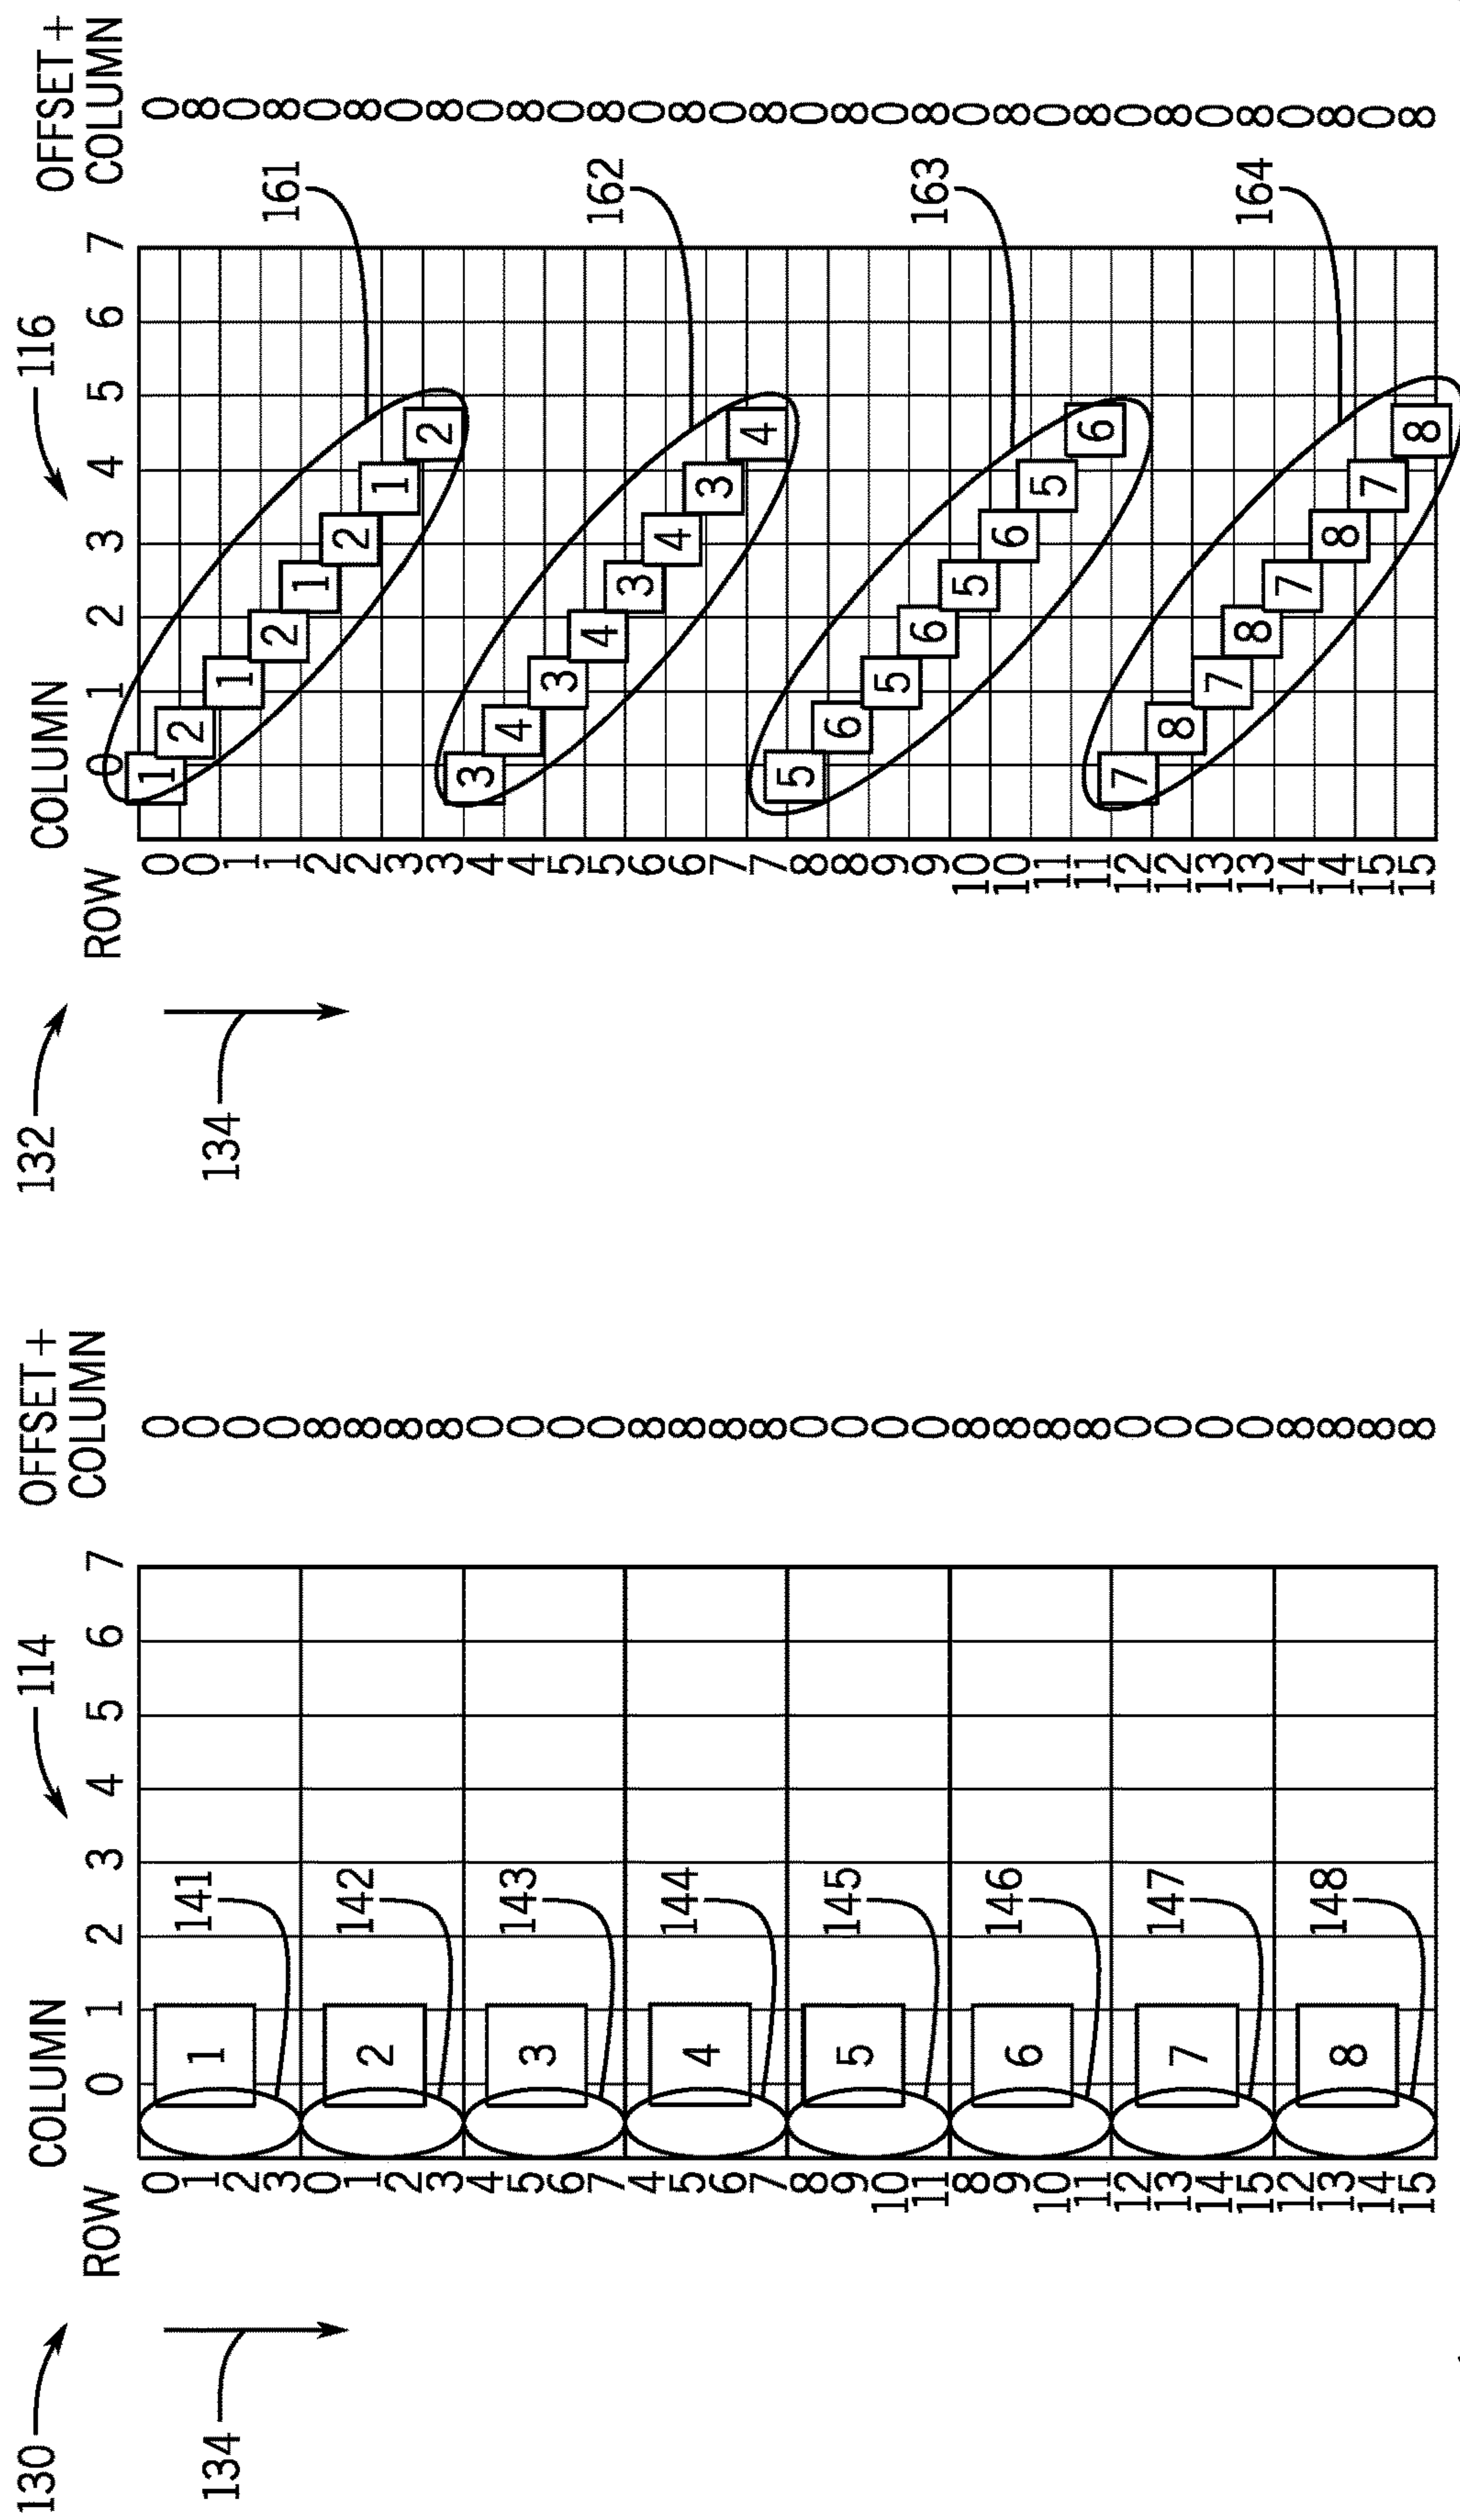 130
114
OFFSET +
COLUMN
COLUMN
ROW 0 1 2 3 4 5 6 7
134
0 0
1 1 141 0
2 0
3 0
0 8
1 2 142 8
2 8
3 8
4 0
5 3 143 0
6 0
7 0
4 8
5 4 144 8
6 8
7 8
8 0
9 5 145 0
10 0
11 0
8 8
9 6 146 8
10 8
11 8
12 0
13 7 147 0
14 0
15 0
12 8
13 8 148 8
14 8
15 8
132
116
OFFSET +
COLUMN
COLUMN
ROW 0 1 2 3 4 5 6 7
134
0 1 0
0 2 8
1 1 0
1 2 161 8
2 1 0
2 2 8
3 1 0
3 2 8
4 3 0
4 4 8
5 3 0
5 4 162 8
6 3 0
6 4 8
7 3 0
7 4 8
8 5 0
8 6 8
9 5 0
9 6 163 8
10 5 0
10 6 8
11 5 0
11 6 8
12 7 0
12 8 8
13 7 0
13 8 164 8
14 7 0
14 8 8
15 7 0
15 8 8